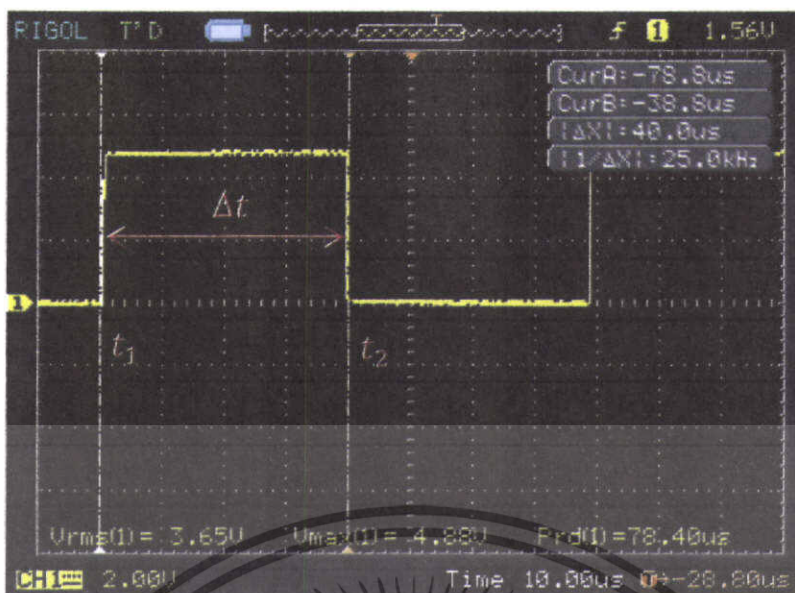 RIGOL T'D T f 1 1.56V
CurA=-78.8us
CurB=-38.8us
|ΔX|=40.0us
|1/ΔX|=25.0kHz
Δt
1
t₁ t₂
Vrms(1)= 3.65V Vmax(1)= 4.88V Prd(1)=78.40us
CH1 2.00V Time 10.00us T→-28.80us